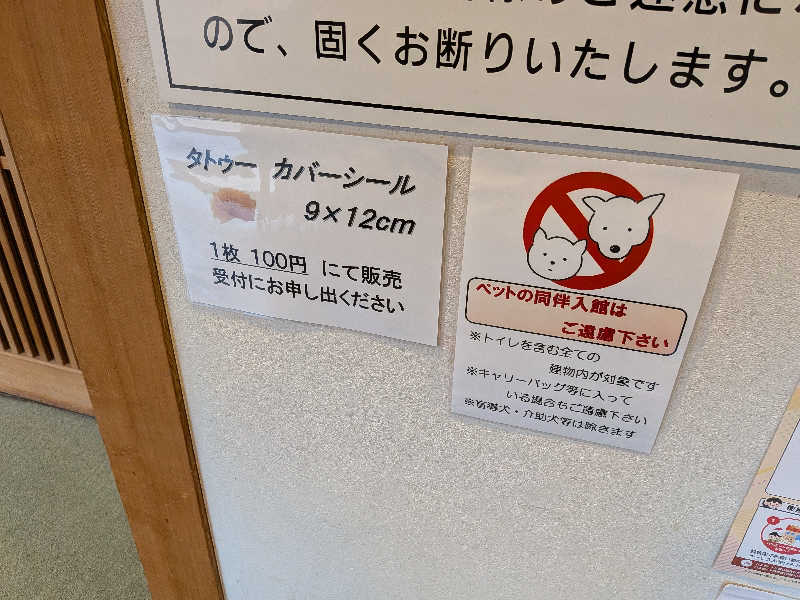 ので、固くお断りいたします。
タトゥー カバーシール
9×12cm
1枚 100円 にて販売
受付にお申し出ください
ペットの同伴入館は
ご遠慮下さい
※トイレを含む全ての
建物内が対象です
※キャリーバッグ等に入って
いる場合もご遠慮下さい
※盲導犬・介助犬等は除きます